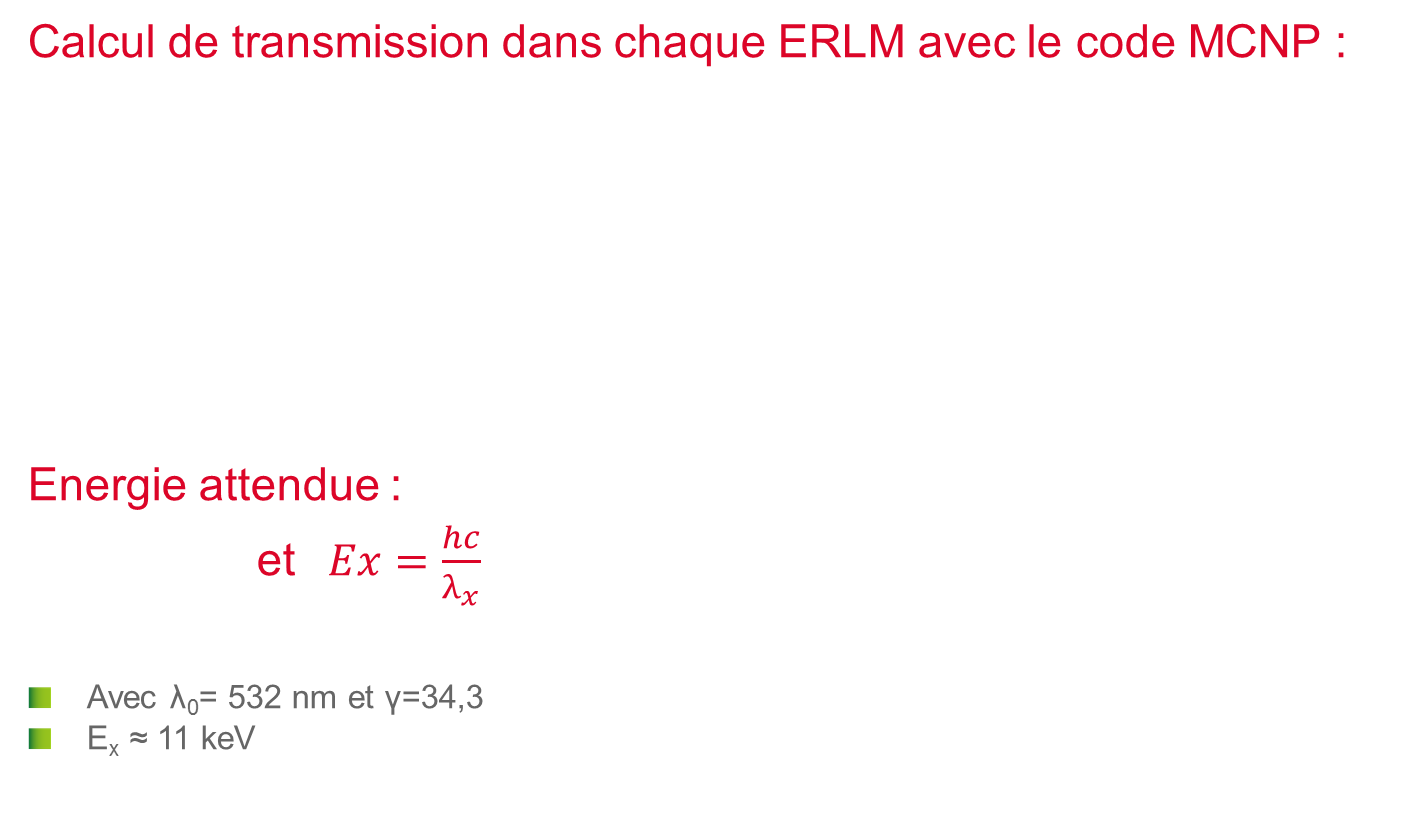 Calcul de transmission dans chaque ERLM avec le code MCNP :
Energie attendue :
et Ex = hc/λₓ
Avec λ₀= 532 nm et γ=34,3
Eₓ ≈ 11 keV